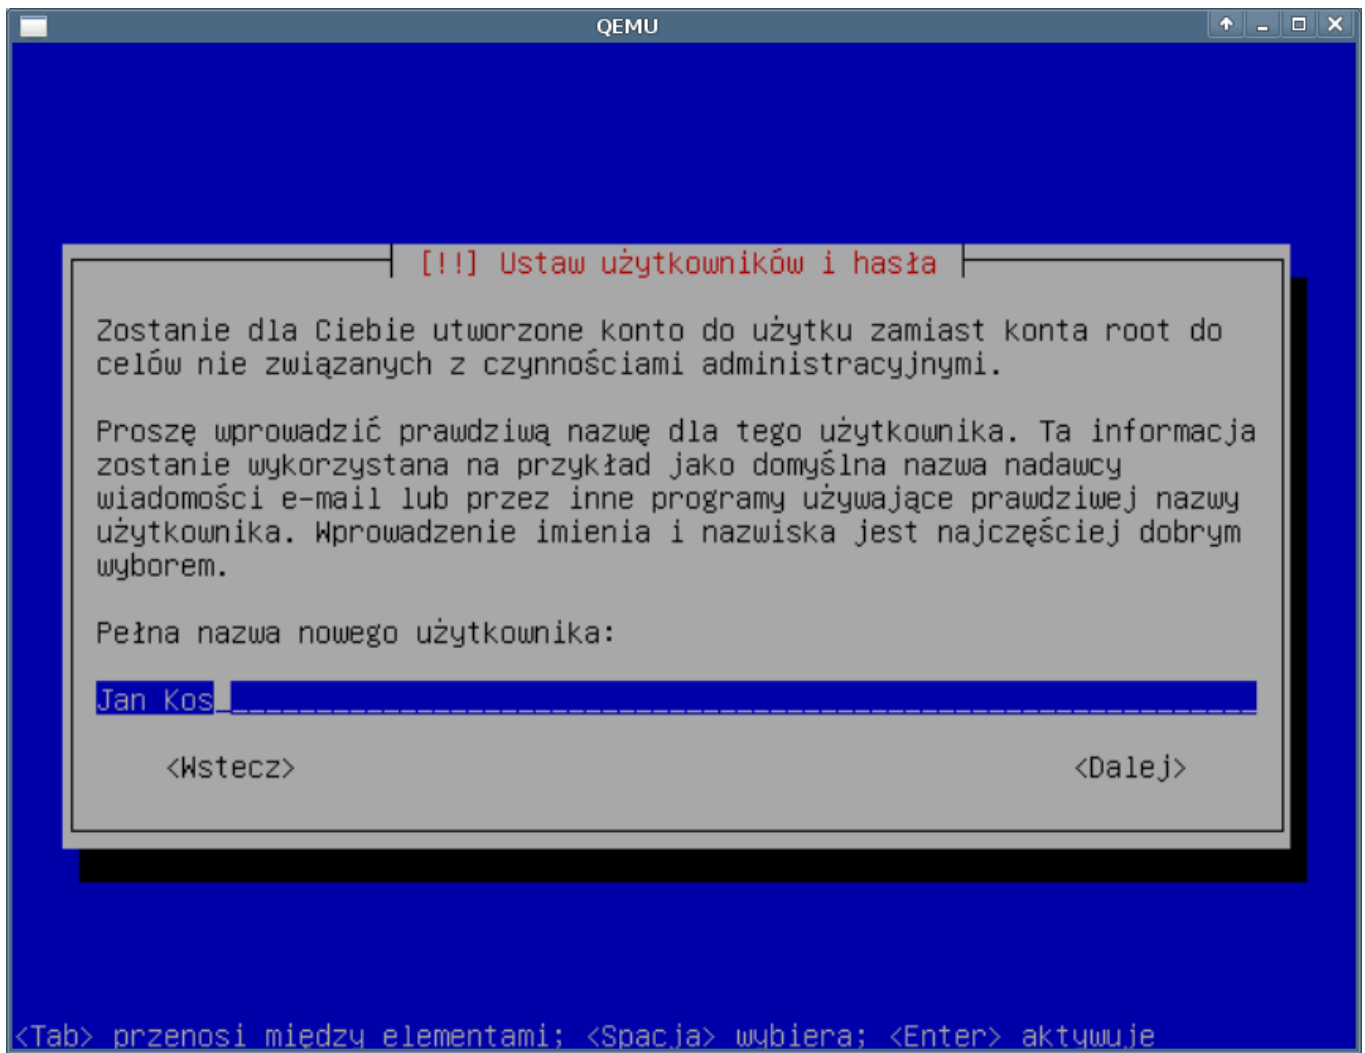 QEMU
[!!] Ustaw użytkowników i hasła
Zostanie dla Ciebie utworzone konto do użytku zamiast konta root do
celów nie związanych z czynnościami administracyjnymi.
Proszę wprowadzić prawdziwą nazwę dla tego użytkownika. Ta informacja
zostanie wykorzystana na przykład jako domyślna nazwa nadawcy
wiadomości e-mail lub przez inne programy używające prawdziwej nazwy
użytkownika. Wprowadzenie imienia i nazwiska jest najczęściej dobrym
wyborem.
Pełna nazwa nowego użytkownika:
Jan Kos
<Wstecz> <Dalej>
<Tab> przenosi między elementami; <Spacja> wybiera; <Enter> aktywuje